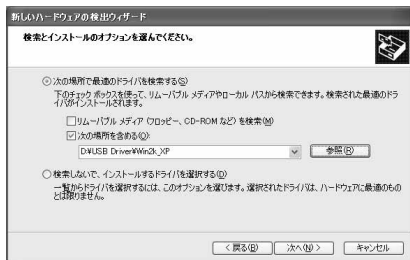 新しいハードウェアの検出ウィザード
検索とインストールのオプションを選んでください。
次の場所で最適のドライバを検索する(S)
下のチェック ボックスを使って、リムーバブル メディアやローカル パスから検索できます。検索された最適のドラ
イバがインストールされます。
リムーバブル メディア (フロッピー、CD-ROM など) を検索(M)
次の場所を含める(O):
D:¥USB Driver¥Win2k_XP
参照(R)
検索しないで、インストールするドライバを選択する(D)
一覧からドライバを選択するには、このオプションを選びます。選択されたドライバは、ハードウェアに最適のもの
とは限りません。
< 戻る(B)
次へ(N) >
キャンセル